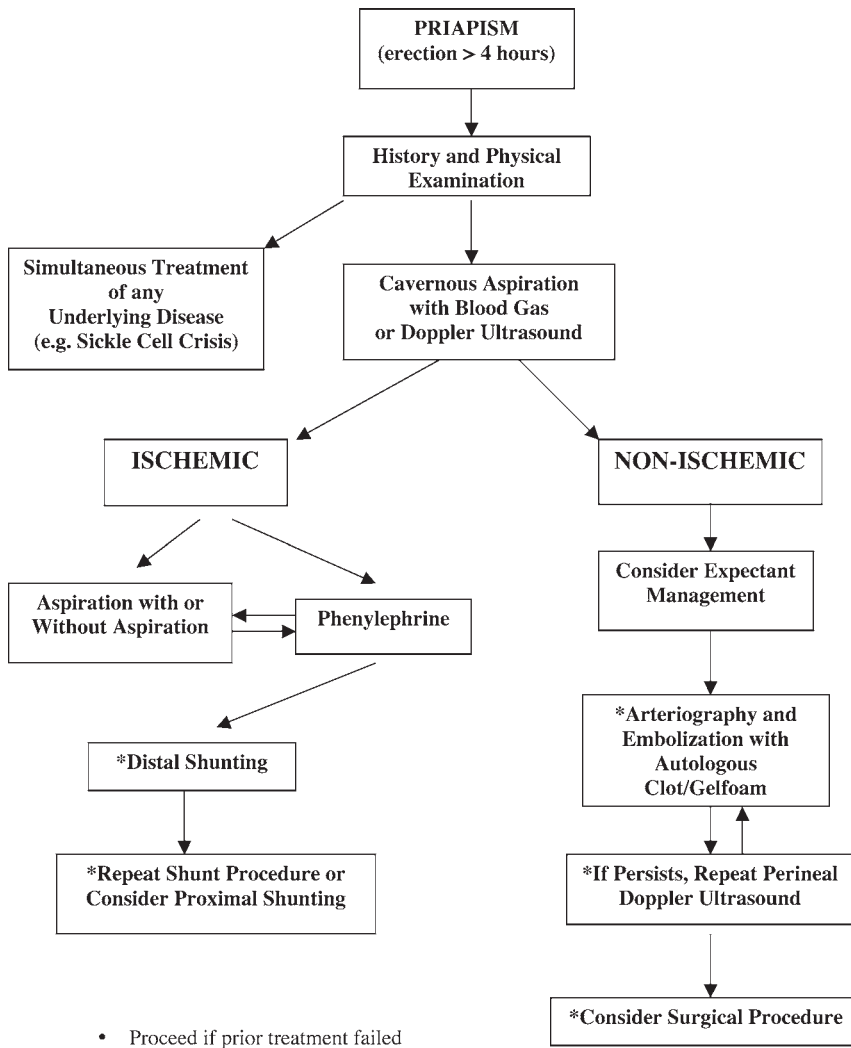 PRIAPISM
(erection > 4 hours)
History and Physical
Examination
Simultaneous Treatment
of any
Underlying Disease
(e.g. Sickle Cell Crisis)
Cavernous Aspiration
with Blood Gas
or Doppler Ultrasound
ISCHEMIC
NON-ISCHEMIC
Aspiration with or
Without Aspiration
Phenylephrine
Consider Expectant
Management
*Distal Shunting
*Arteriography and
Embolization with
Autologous
Clot/Gelfoam
*Repeat Shunt Procedure or
Consider Proximal Shunting
*If Persists, Repeat Perineal
Doppler Ultrasound
*Consider Surgical Procedure
• Proceed if prior treatment failed